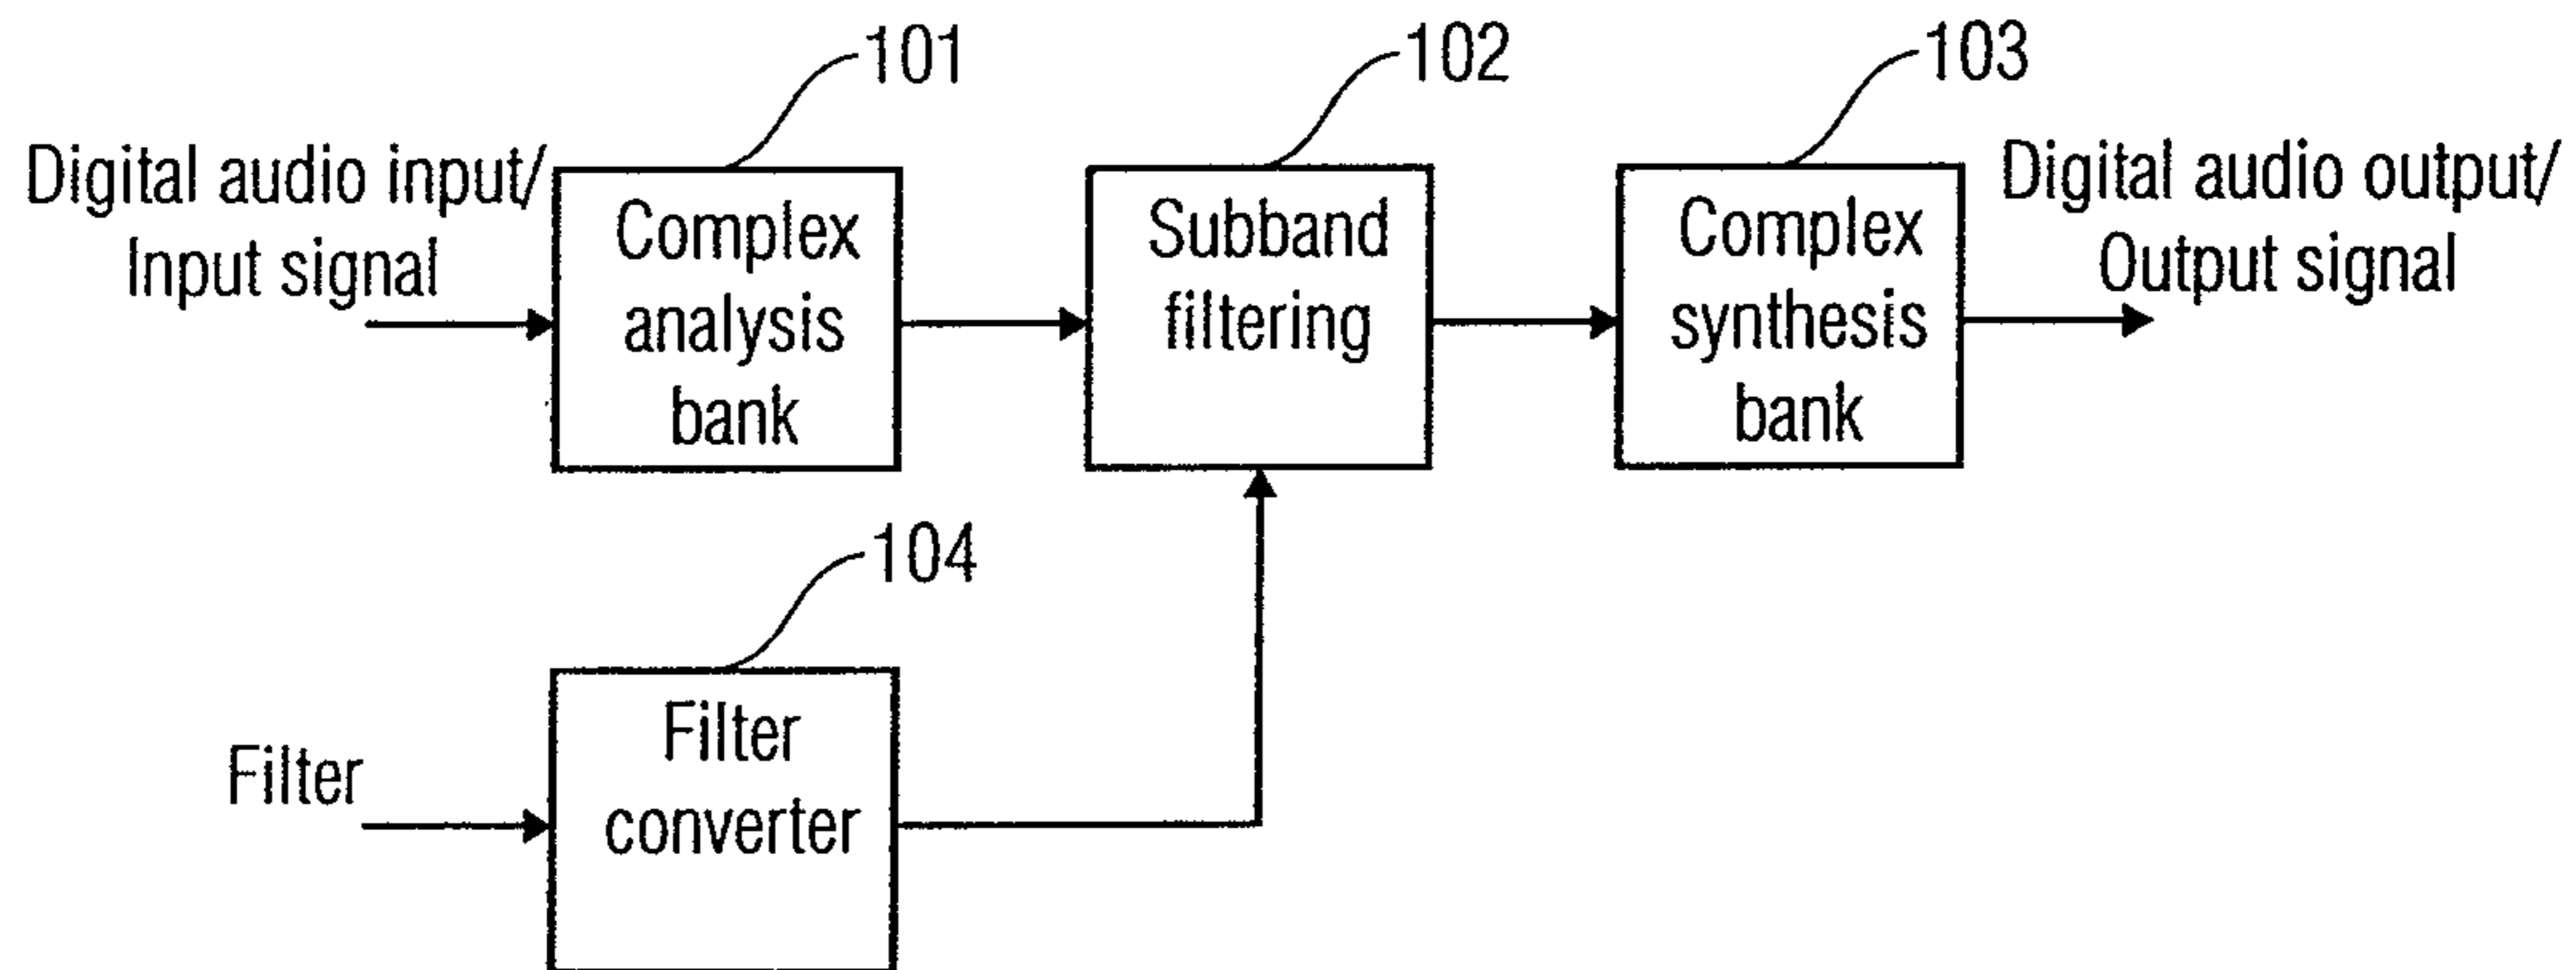 101
102
103
Digital audio input/
Input signal
Complex
analysis
bank
Subband
filtering
Complex
synthesis
bank
Digital audio output/
Output signal
104
Filter
Filter
converter